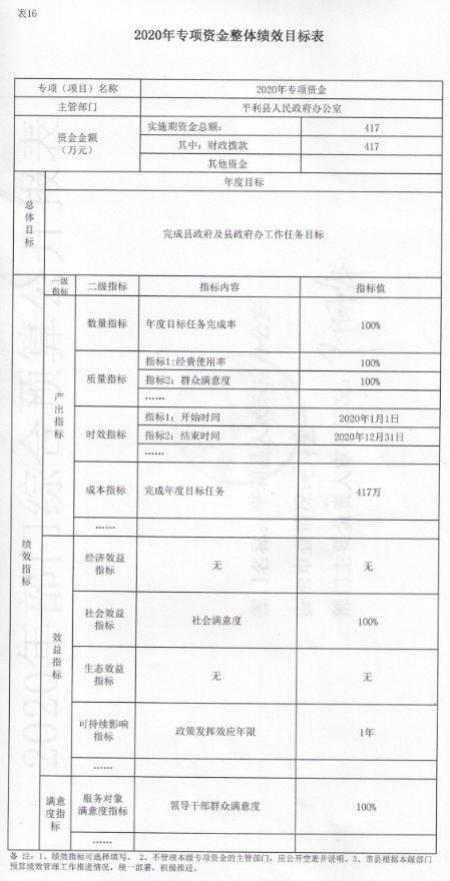 表16
2020年专项资金整体绩效目标表
专项（项目）名称 2020年专项资金
主管部门 平利县人民政府办公室
资金金额
（万元）
实施期资金总额： 417
其中：财政拨款 417
其他资金
总体目标
年度目标
完成县政府及县政府办工作任务目标
绩效指标
一级指标 二级指标 指标内容 指标值
产出指标
数量指标 年度目标任务完成率 100%
质量指标
指标1:经费使用率 100%
指标2：群众满意度 100%
……
时效指标
指标1：开始时间 2020年1月1日
指标2：结束时间 2020年12月31日
……
成本指标 完成年度目标任务 417万
……
效益指标
经济效益
指标
无 无
社会效益
指标
社会满意度 100%
生态效益
指标
无 无
可持续影响
指标
政策发挥效应年限 1年
……
满意度指标
服务对象
满意度指标
领导干部群众满意度 100%
……
备 注：1、绩效指标可选择填写。 2、不管理本级专项资金的主管部门，应公开空表并说明。3、市县根据本级部门
预算绩效管理工作推进情况，统一部署，积极推进。